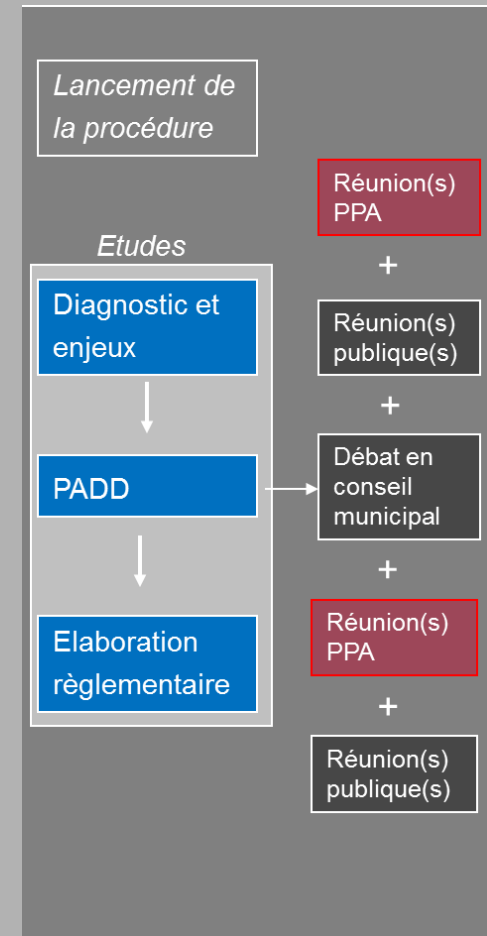 Lancement de
la procédure
Etudes
Diagnostic et
enjeux
PADD
Elaboration
règlementaire
Réunion(s)
PPA
+
Réunion(s)
publique(s)
+
Débat en
conseil
municipal
+
Réunion(s)
PPA
+
Réunion(s)
publique(s)